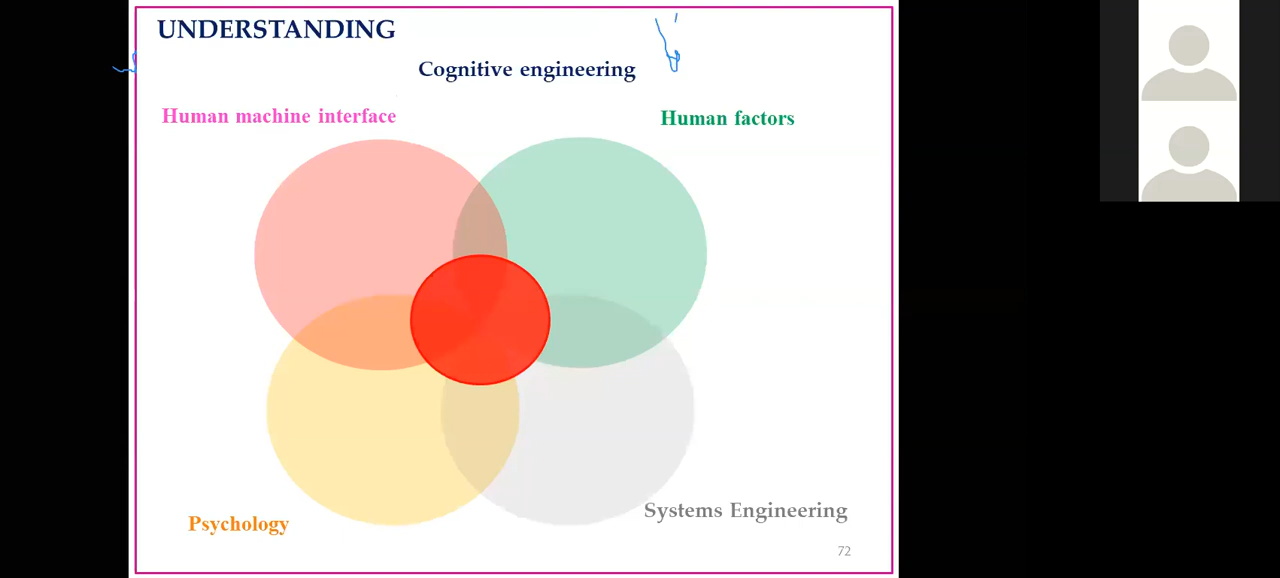 UNDERSTANDING
Cognitive engineering
Human machine interface
Human factors
Psychology
Systems Engineering
72